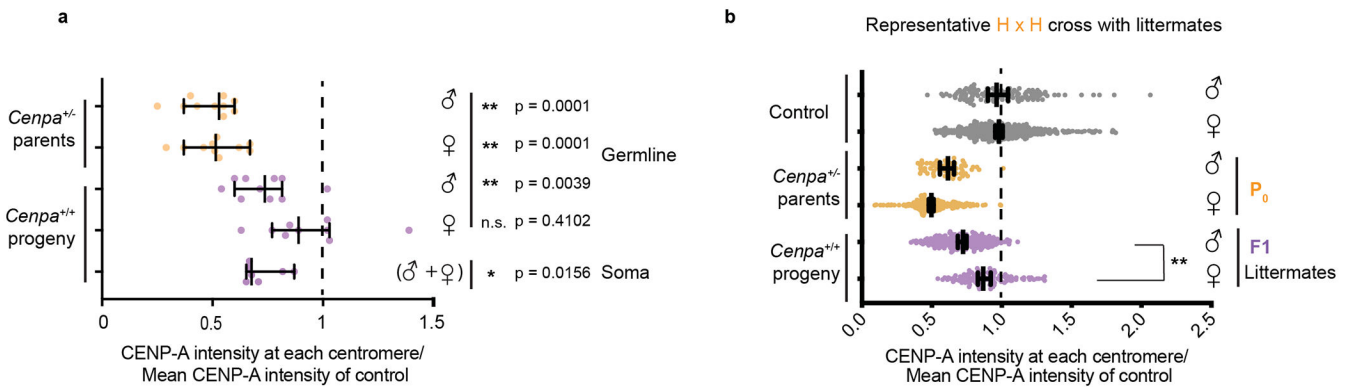 a
Cenpa+/-
parents
Cenpa+/+
progeny
♂ ** p = 0.0001
♀ ** p = 0.0001
♂ ** p = 0.0039
♀ n.s. p = 0.4102
Germline
(♂ +♀) * p = 0.0156 Soma
0 0.5 1 1.5
CENP-A intensity at each centromere/
Mean CENP-A intensity of control
b
Representative H x H cross with littermates
Control
♂
♀
Cenpa+/-
parents
♂
♀
P0
Cenpa+/+
progeny
**
♂
♀
F1
Littermates
0.0 0.5 1.0 1.5 2.0 2.5
CENP-A intensity at each centromere/
Mean CENP-A intensity of control